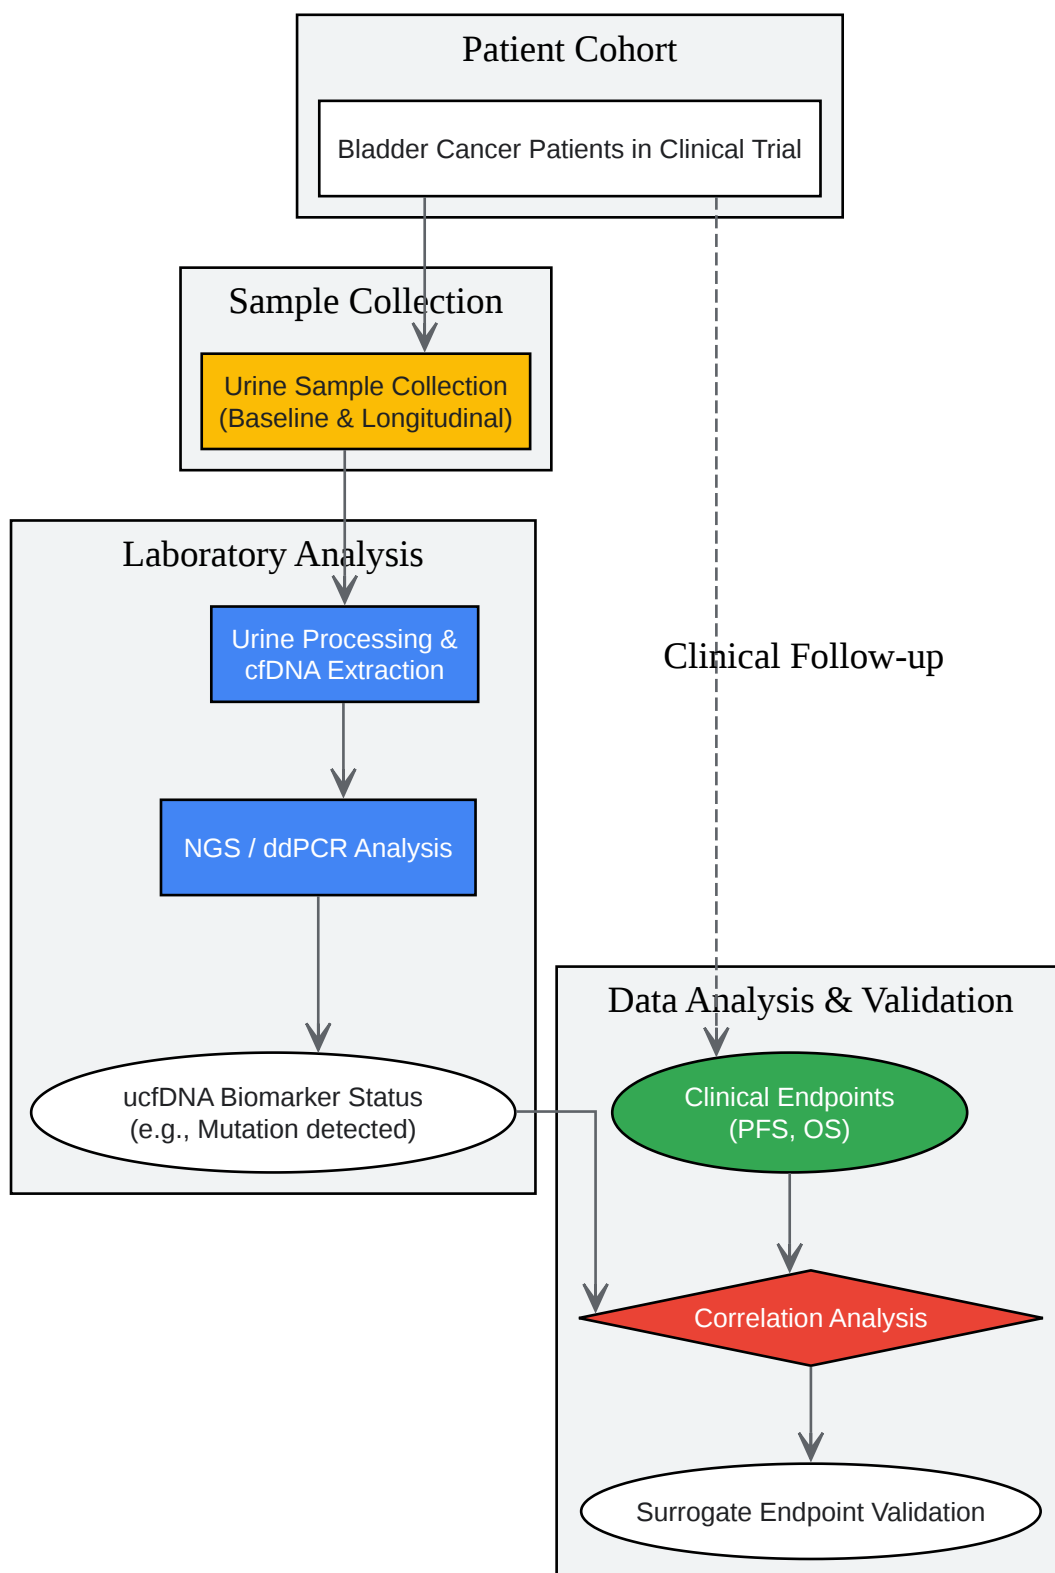 Patient Cohort
Bladder Cancer Patients in Clinical Trial
Sample Collection
Urine Sample Collection
(Baseline & Longitudinal)
Laboratory Analysis
Urine Processing &
cfDNA Extraction
Clinical Follow-up
NGS / ddPCR Analysis
Data Analysis & Validation
ucfDNA Biomarker Status
(e.g., Mutation detected)
Clinical Endpoints
(PFS, OS)
Correlation Analysis
Surrogate Endpoint Validation